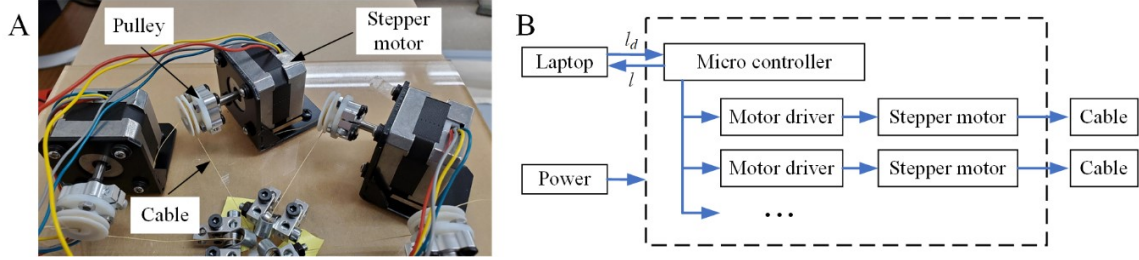 A
Pulley
Stepper
motor
Cable
B
Laptop
l_d
l
Micro controller
Motor driver
Stepper motor
Cable
Motor driver
Stepper motor
Cable
Power
...